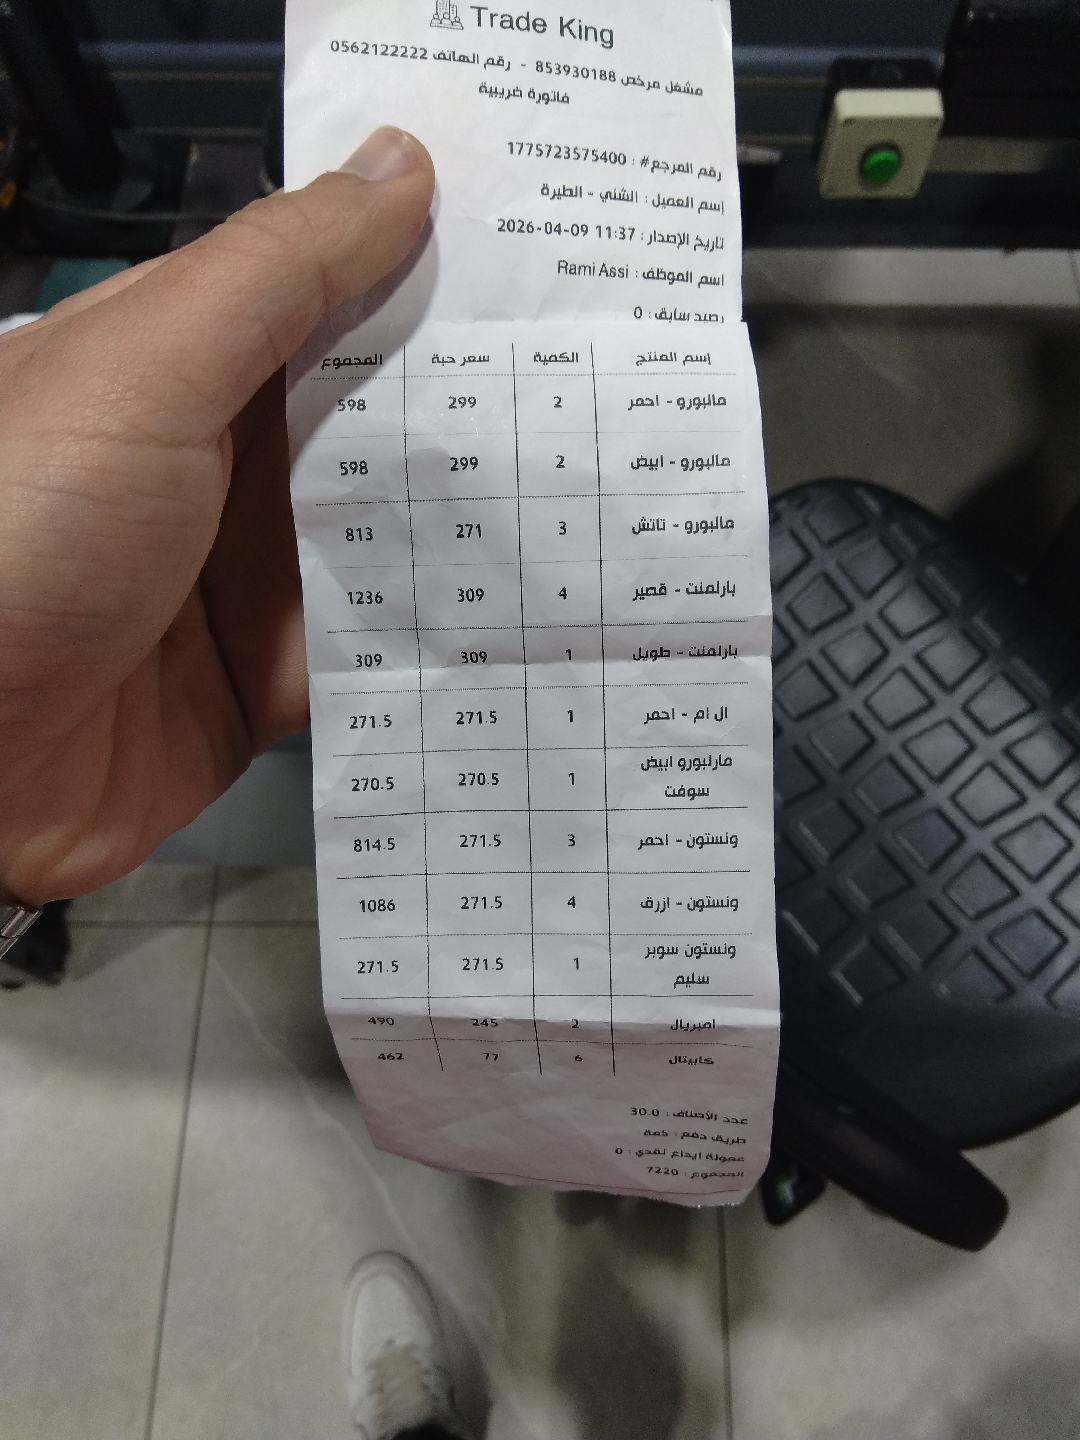 Trade King
مشغل مرخص 853930188 - رقم الهاتف 0562122222
فاتورة ضريبية
رقم المرجع# : 1775723575400
إسم العميل : الشني - الطيرة
تاريخ الإصدار : 2026-04-09 11:37
اسم الموظف : Rami Assi
رصيد سابق : 0
إسم المنتج الكمية سعر حبة المجموع
مالبورو - احمر 2 299 598
مالبورو - ابيض 2 299 598
مالبورو - تاتش 3 271 813
بارلمنت - قصير 4 309 1236
بارلمنت - طويل 1 309 309
ال ام - احمر 1 271.5 271.5
مارلبورو ابيض
سوفت 1 270.5 270.5
ونستون - احمر 3 271.5 814.5
ونستون - ازرق 4 271.5 1086
ونستون سوبر
سليم 1 271.5 271.5
امبريال 2 245 490
كابيتال 6 77 462
عدد الأصناف : 30.0
طريق دفع : ذمة
عمولة ايداع نقدي : 0
المجموع : 7220